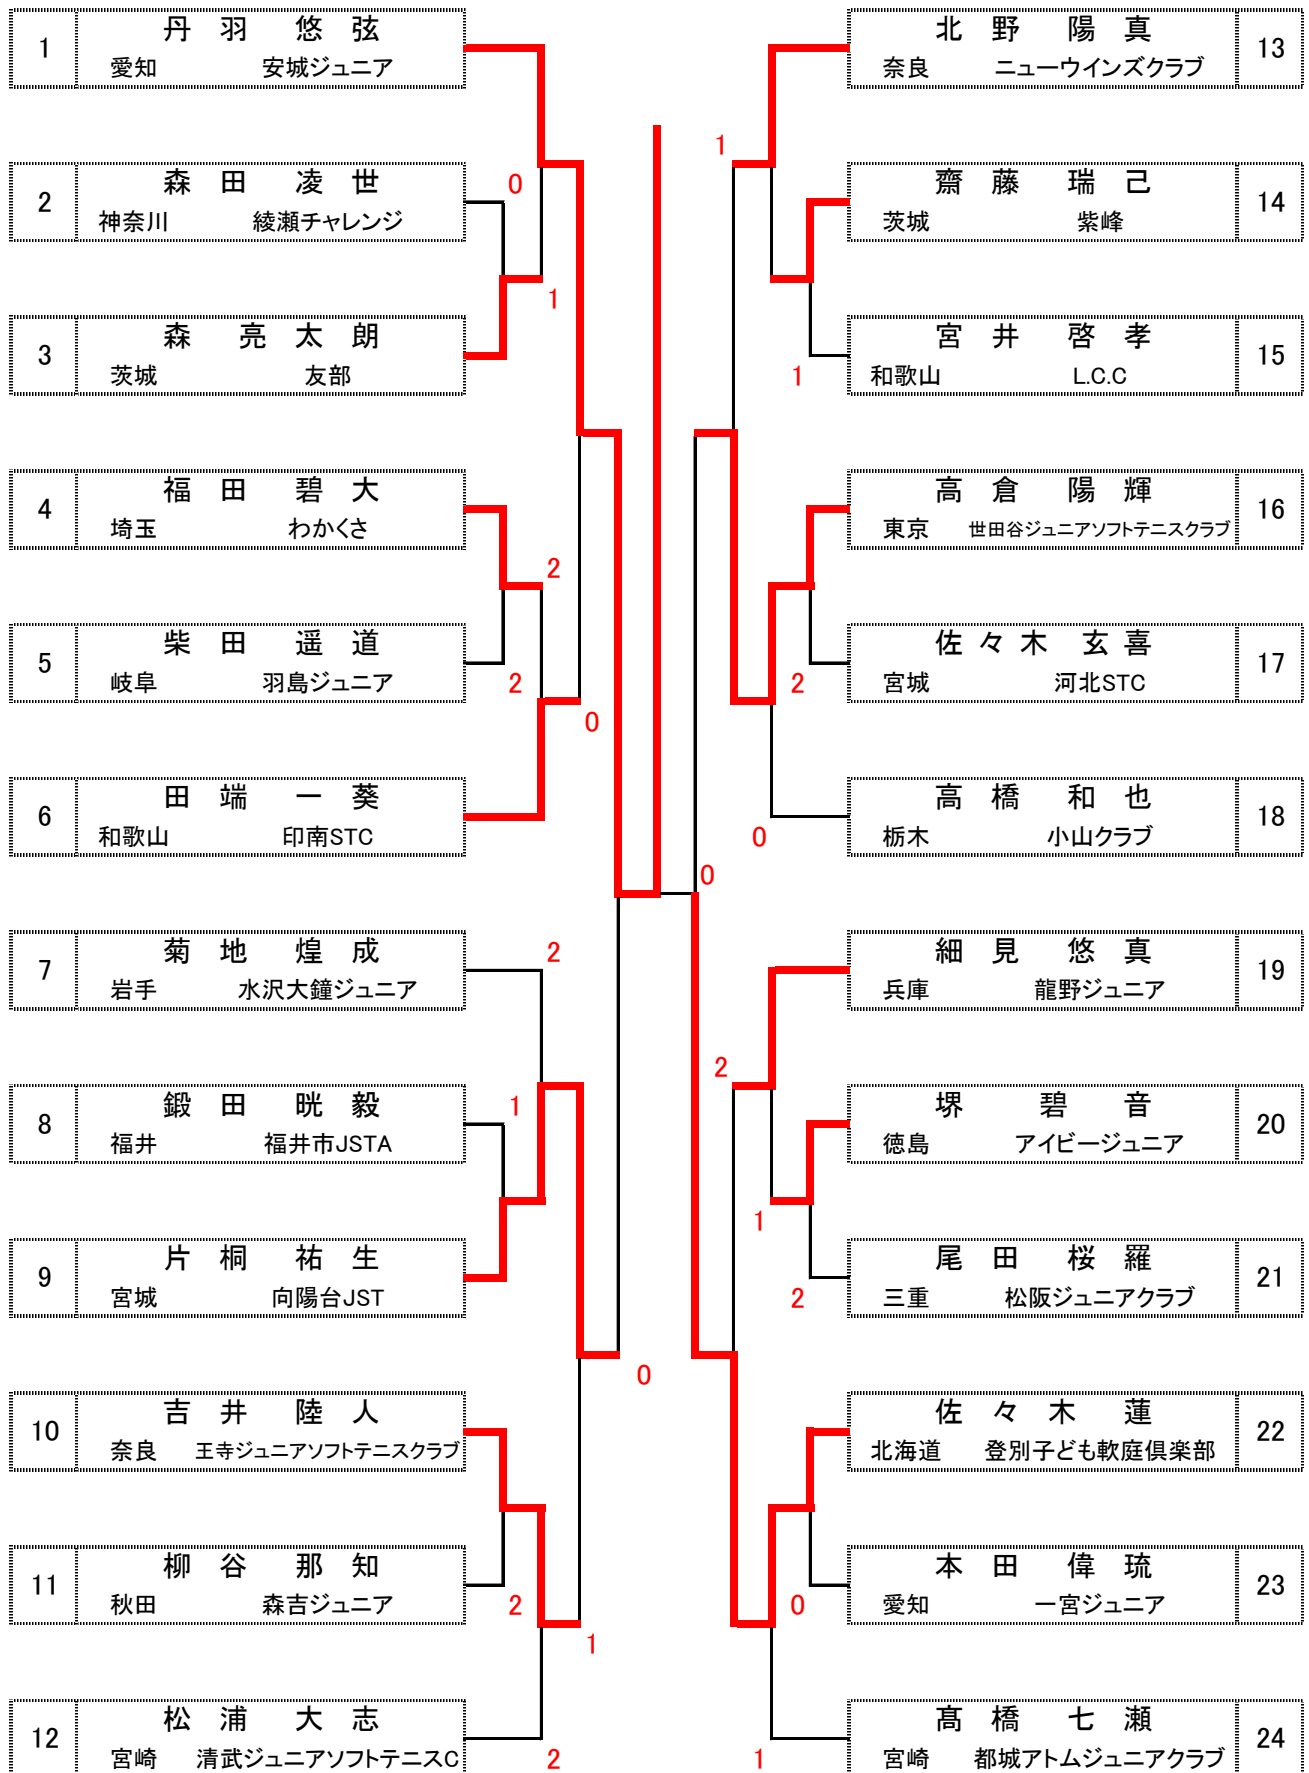 1 丹羽 悠弦
愛知 安城ジュニア
0
2 森田 凌世
神奈川 綾瀬チャレンジ
1
3 森 亮太朗
茨城 友部
4 福田 碧大
埼玉 わかくさ
2
5 柴田 遥道
岐阜 羽島ジュニア
2
0
6 田端 一葵
和歌山 印南STC
7 菊地 煌成
岩手 水沢大鐘ジュニア
2
8 鍛田 晄毅
福井 福井市JSTA
1
9 片桐 祐生
宮城 向陽台JST
0
10 吉井 陸人
奈良 王寺ジュニアソフトテニスクラブ
11 柳谷 那知
秋田 森吉ジュニア
2
1
12 松浦 大志
宮崎 清武ジュニアソフトテニスC
2
北野 陽真 13
奈良 ニューウインズクラブ
1
齋藤 瑞己 14
茨城 紫峰
宮井 啓孝 15
和歌山 L.C.C
1
高倉 陽輝 16
東京 世田谷ジュニアソフトテニスクラブ
佐々木 玄喜 17
宮城 河北STC
2
高橋 和也 18
栃木 小山クラブ
0
0
細見 悠真 19
兵庫 龍野ジュニア
2
堺 碧音 20
徳島 アイビージュニア
1
尾田 桜羅 21
三重 松阪ジュニアクラブ
2
佐々木 蓮 22
北海道 登別子ども軟庭倶楽部
本田 偉琉 23
愛知 一宮ジュニア
0
髙橋 七瀬 24
宮崎 都城アトムジュニアクラブ
1